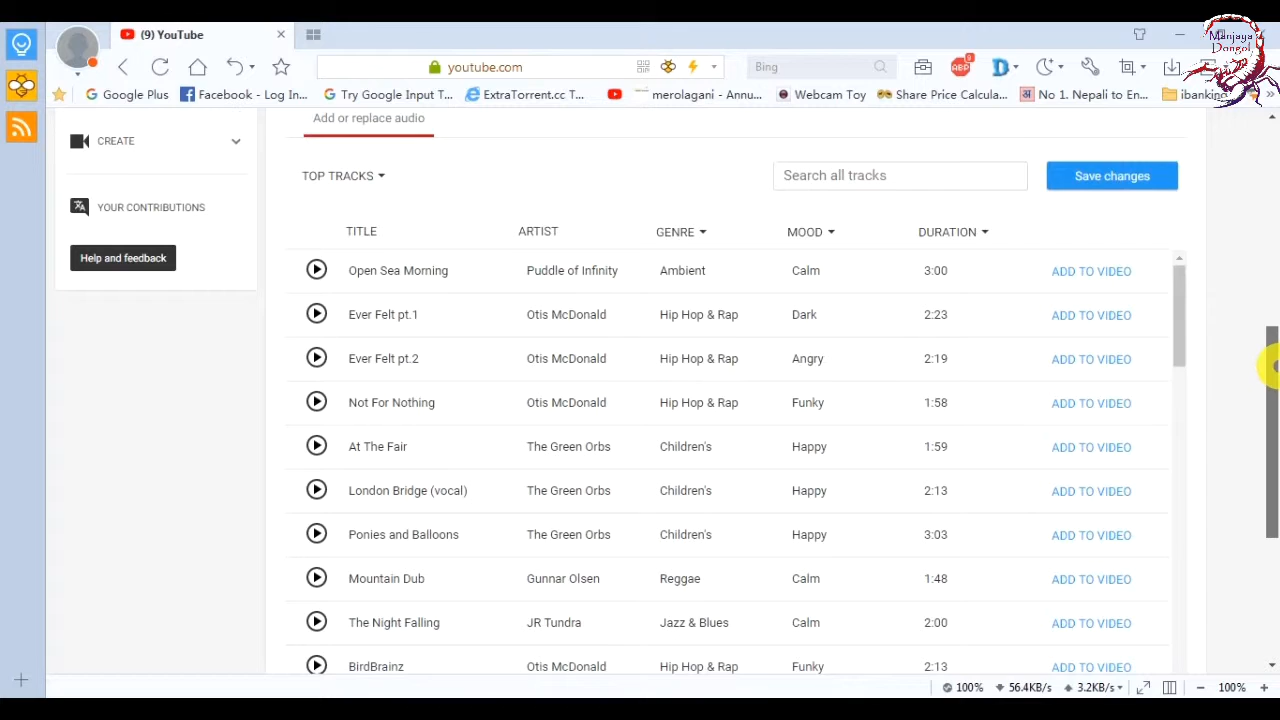 (9) YouTube
Manjaya
Dongol
youtube.com
Bing
ABP
Google Plus
Facebook - Log In...
Try Google Input T...
ExtraTorrent.cc T...
merolagani - Annu...
Webcam Toy
Share Price Calcula...
No 1. Nepali to En...
ibanking
Add or replace audio
CREATE
TOP TRACKS
Search all tracks
Save changes
YOUR CONTRIBUTIONS
Help and feedback
TITLE ARTIST GENRE MOOD DURATION
Open Sea Morning Puddle of Infinity Ambient Calm 3:00 ADD TO VIDEO
Ever Felt pt.1 Otis McDonald Hip Hop & Rap Dark 2:23 ADD TO VIDEO
Ever Felt pt.2 Otis McDonald Hip Hop & Rap Angry 2:19 ADD TO VIDEO
Not For Nothing Otis McDonald Hip Hop & Rap Funky 1:58 ADD TO VIDEO
At The Fair The Green Orbs Children's Happy 1:59 ADD TO VIDEO
London Bridge (vocal) The Green Orbs Children's Happy 2:13 ADD TO VIDEO
Ponies and Balloons The Green Orbs Children's Happy 3:03 ADD TO VIDEO
Mountain Dub Gunnar Olsen Reggae Calm 1:48 ADD TO VIDEO
The Night Falling JR Tundra Jazz & Blues Calm 2:00 ADD TO VIDEO
BirdBrainz Otis McDonald Hip Hop & Rap Funky 2:13 ADD TO VIDEO
100% 56.4KB/s 3.2KB/s 100%